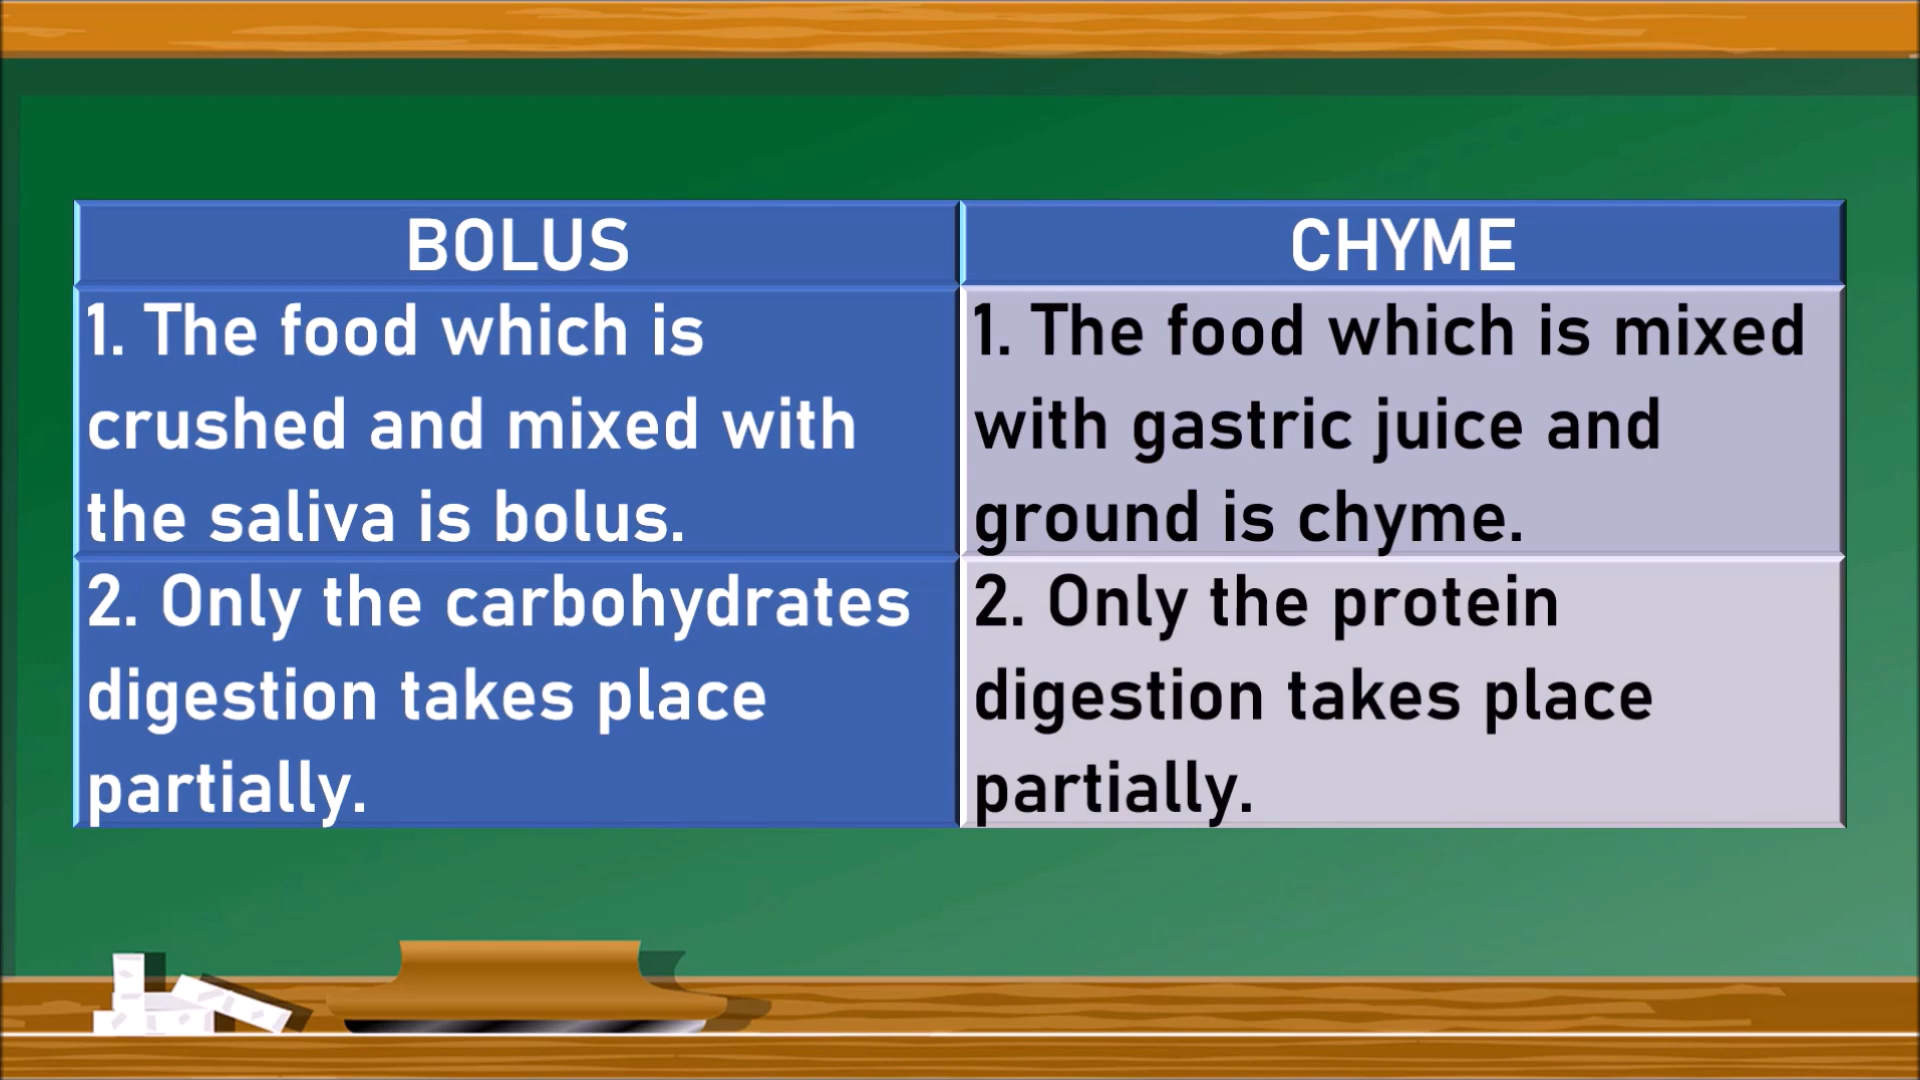 BOLUS
CHYME
1. The food which is
crushed and mixed with
the saliva is bolus.
1. The food which is mixed
with gastric juice and
ground is chyme.
2. Only the carbohydrates
digestion takes place
partially.
2. Only the protein
digestion takes place
partially.